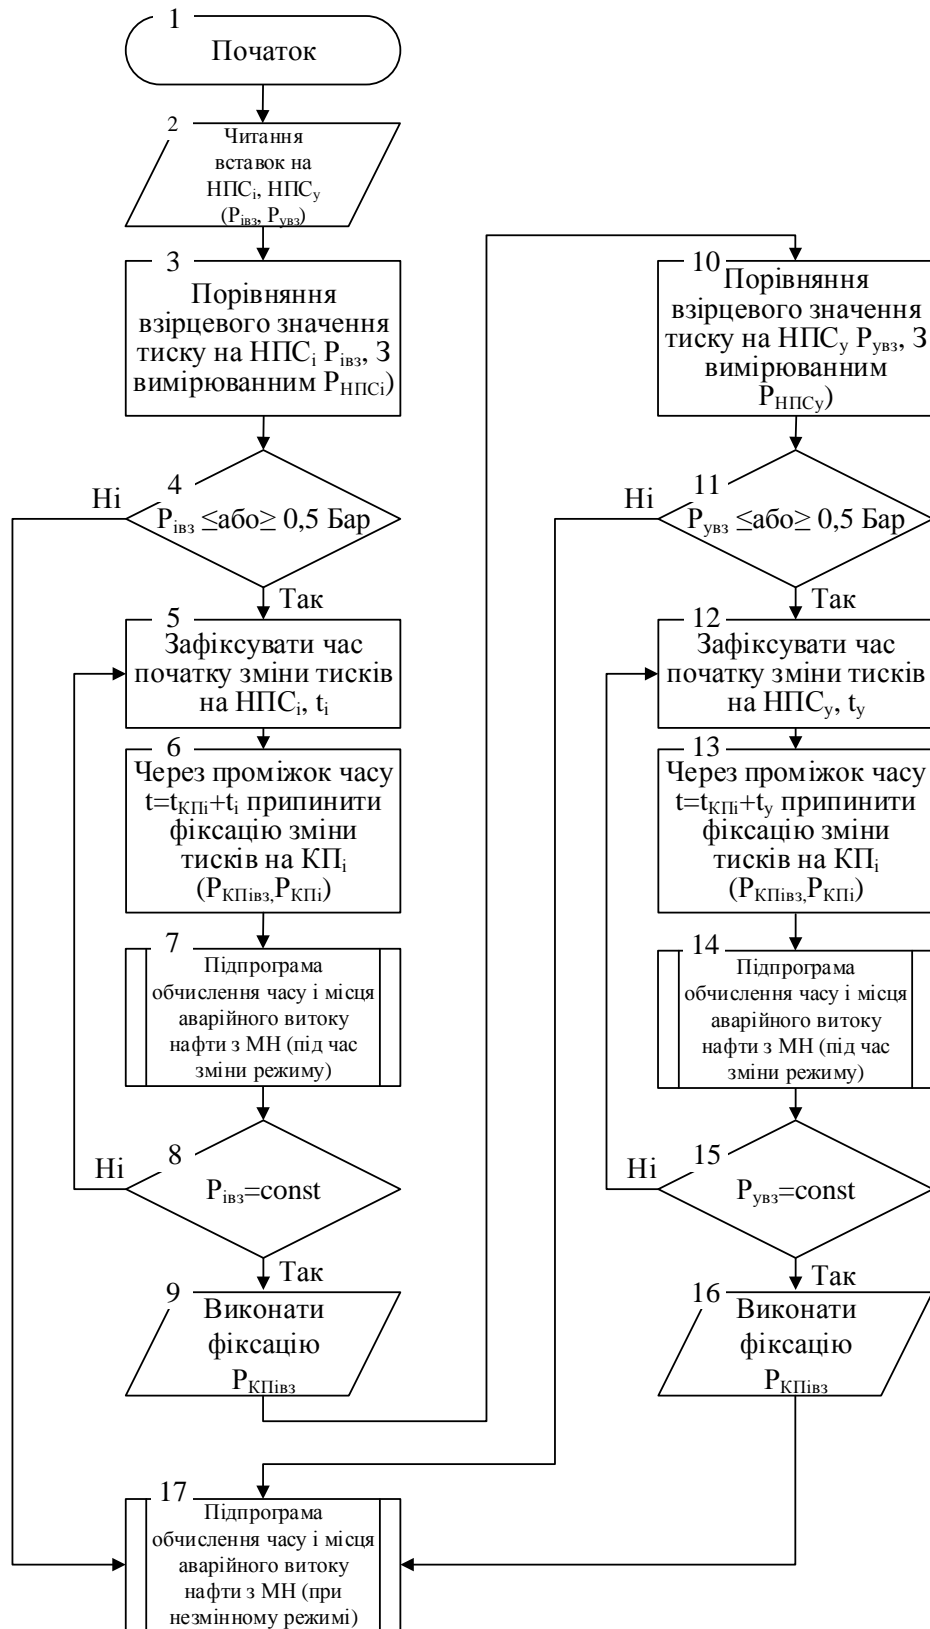 1
Початок
2
Читання
вставок на
НПСі, НПСу
(Рівз, Рувз)
3
Порівняння
взірцевого значення
тиску на НПСі Рівз, З
вимірюванним РНПСі)
4
Ні
Рівз ≤або≥ 0,5 Бар
Так
5
Зафіксувати час
початку зміни тисків
на НПСі, ti
6
Через проміжок часу
t=tКПі+ti припинити
фіксацію зміни
тисків на КПі
(РКПівз,РКПі)
7
Підпрограма
обчислення часу і місця
аварійного витоку
нафти з МН (під час
зміни режиму)
8
Ні
Рівз=const
Так
9
Виконати
фіксацію
РКПівз
10
Порівняння
взірцевого значення
тиску на НПСу Рувз, З
вимірюванним
РНПСу)
11
Ні
Рувз ≤або≥ 0,5 Бар
Так
12
Зафіксувати час
початку зміни тисків
на НПСу, tу
13
Через проміжок часу
t=tКПі+tу припинити
фіксацію зміни
тисків на КПі
(РКПівз,РКПі)
14
Підпрограма
обчислення часу і місця
аварійного витоку
нафти з МН (під час
зміни режиму)
15
Ні
Рувз=const
Так
16
Виконати
фіксацію
РКПівз
17
Підпрограма
обчислення часу і місця
аварійного витоку
нафти з МН (при
незмінному режимі)